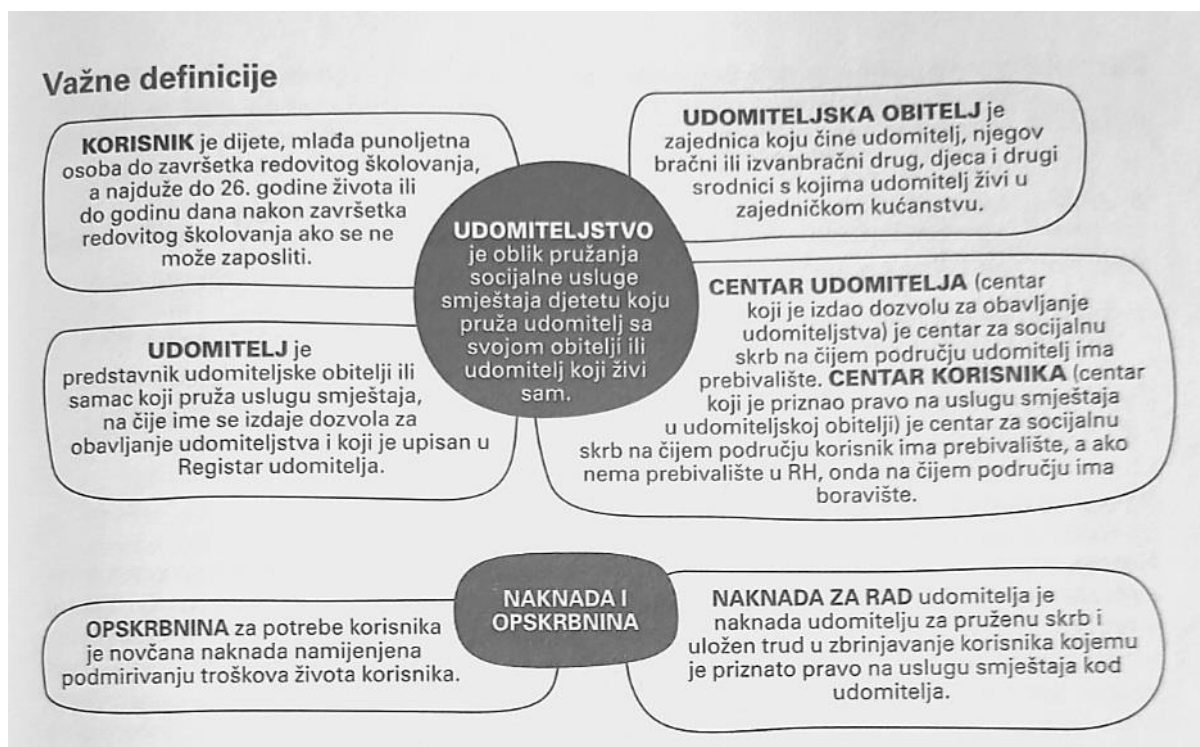 Važne definicije
KORISNIK je dijete, mlađa punoljetna
osoba do završetka redovitog školovanja,
a najduže do 26. godine života ili
do godinu dana nakon završetka
redovitog školovanja ako se ne
može zaposliti.
UDOMITELJSKA OBITELJ je
zajednica koju čine udomitelj, njegov
bračni ili izvanbračni drug, djeca i drugi
srodnici s kojima udomitelj živi u
zajedničkom kućanstvu.
UDOMITELJSTVO
je oblik pružanja
socijalne usluge
smještaja djetetu koju
pruža udomitelj sa
svojom obitelji ili
udomitelj koji živi
sam.
UDOMITELJ je
predstavnik udomiteljske obitelji ili
samac koji pruža uslugu smještaja,
na čije ime se izdaje dozvola za
obavljanje udomiteljstva i koji je upisan u
Registar udomitelja.
CENTAR UDOMITELJA (centar
koji je izdao dozvolu za obavljanje
udomiteljstva) je centar za socijalnu
skrb na čijem području udomitelj ima
prebivalište. CENTAR KORISNIKA (centar
koji je priznao pravo na uslugu smještaja
u udomiteljskoj obitelji) je centar za socijalnu
skrb na čijem području korisnik ima prebivalište, a ako
nema prebivalište u RH, onda na čijem području ima
boravište.
NAKNADA I
OPSKRBNINA
OPSKRBNINA za potrebe korisnika
je novčana naknada namijenjena
podmirivanju troškova života korisnika.
NAKNADA ZA RAD udomitelja je
naknada udomitelju za pruženu skrb i
uložen trud u zbrinjavanje korisnika kojemu
je priznato pravo na uslugu smještaja kod
udomitelja.